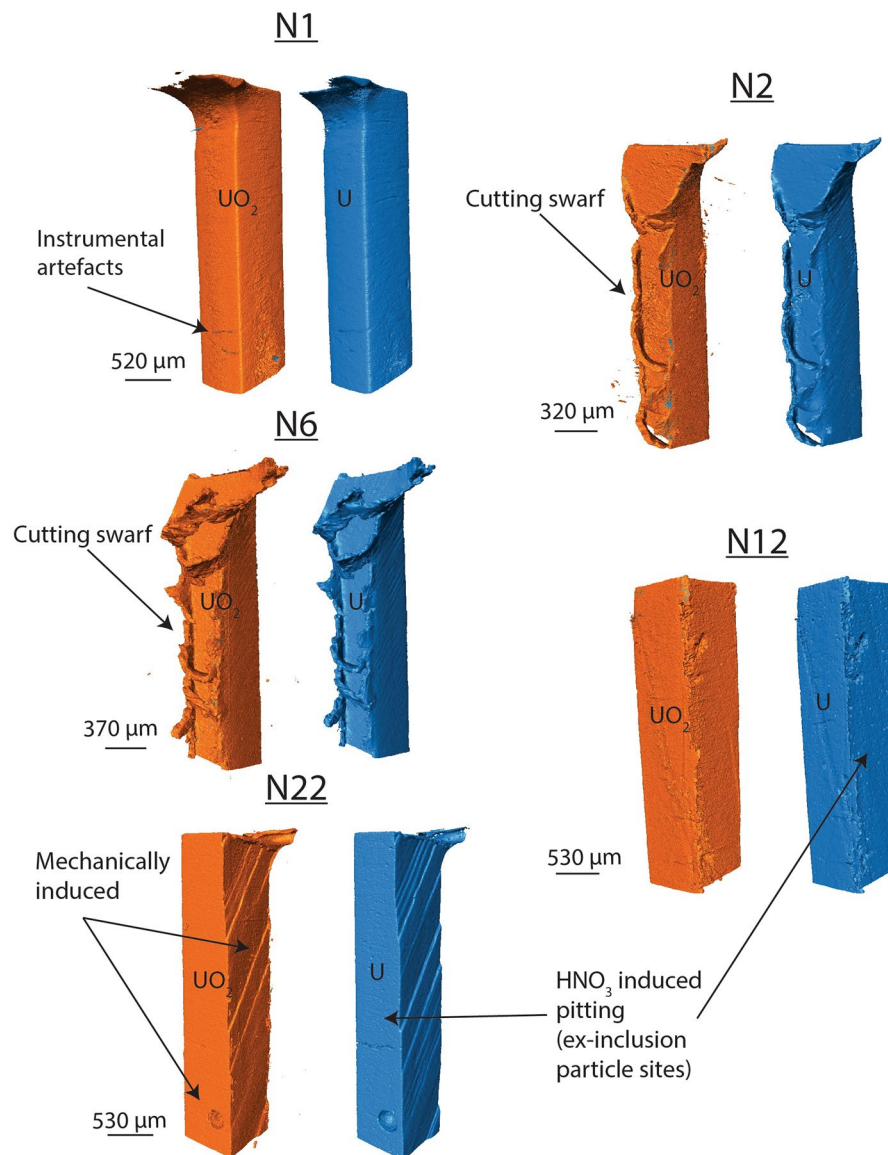 N1
UO₂
U
Instrumental
artefacts
520 µm
N2
Cutting swarf
UO₂
U
320 µm
N6
Cutting swarf
UO₂
U
370 µm
N12
UO₂
U
530 µm
N22
Mechanically
induced
UO₂
U
530 µm
HNO₃ induced
pitting
(ex-inclusion
particle sites)